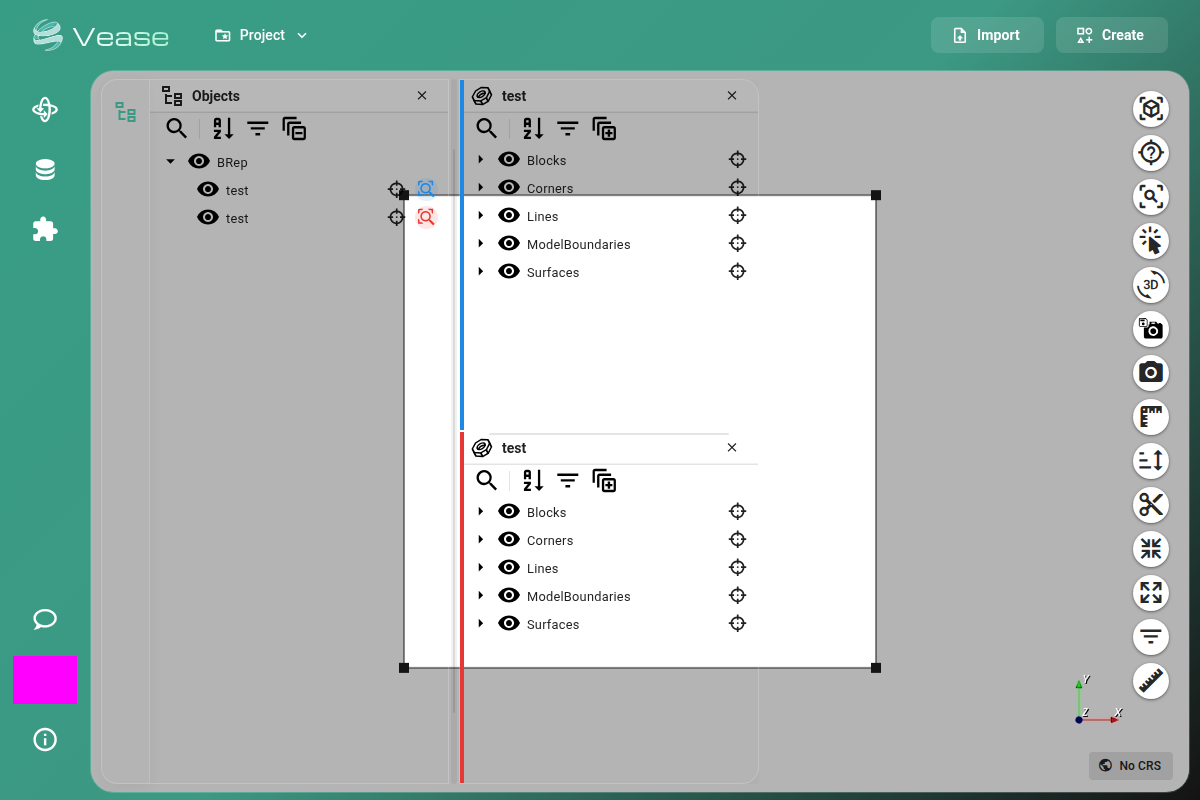 Vease
Project
Import
Create
Objects
BRep
test
test
test
Blocks
Corners
Lines
ModelBoundaries
Surfaces
test
Blocks
Corners
Lines
ModelBoundaries
Surfaces
3D
Y
Z
X
No CRS